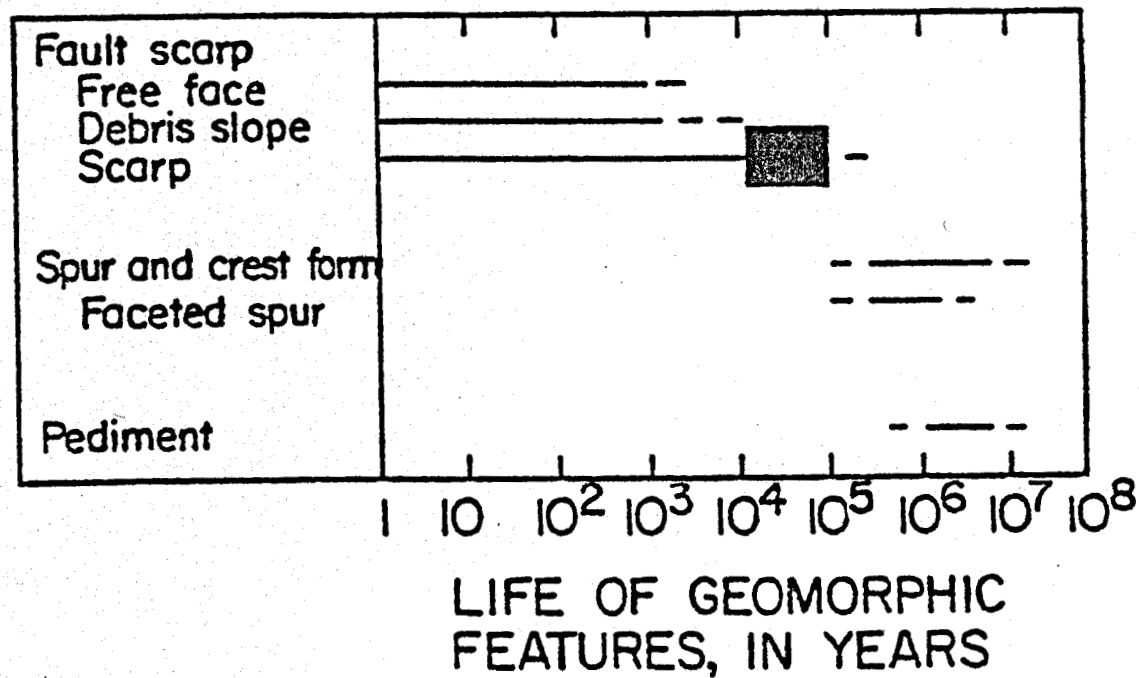 Fault scarp
Free face
Debris slope
Scarp
Spur and crest form
Faceted spur
Pediment
1 10 10² 10³ 10⁴ 10⁵ 10⁶ 10⁷ 10⁸
LIFE OF GEOMORPHIC
FEATURES, IN YEARS